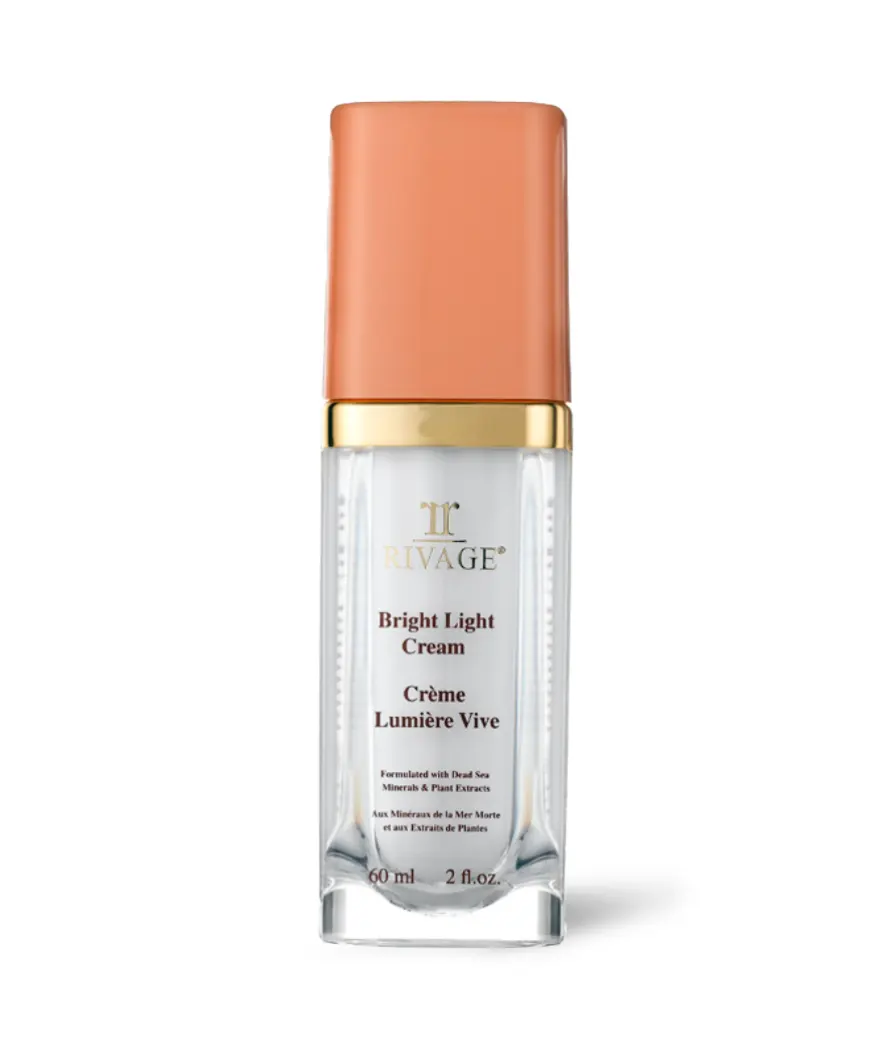 RIVAGE®
Bright Light
Cream
Crème
Lumière Vive
Formulated with Dead Sea
Minerals & Plant Extracts
Aux Minéraux de la Mer Morte
et aux Extraits de Plantes
60 ml 2 fl.oz.